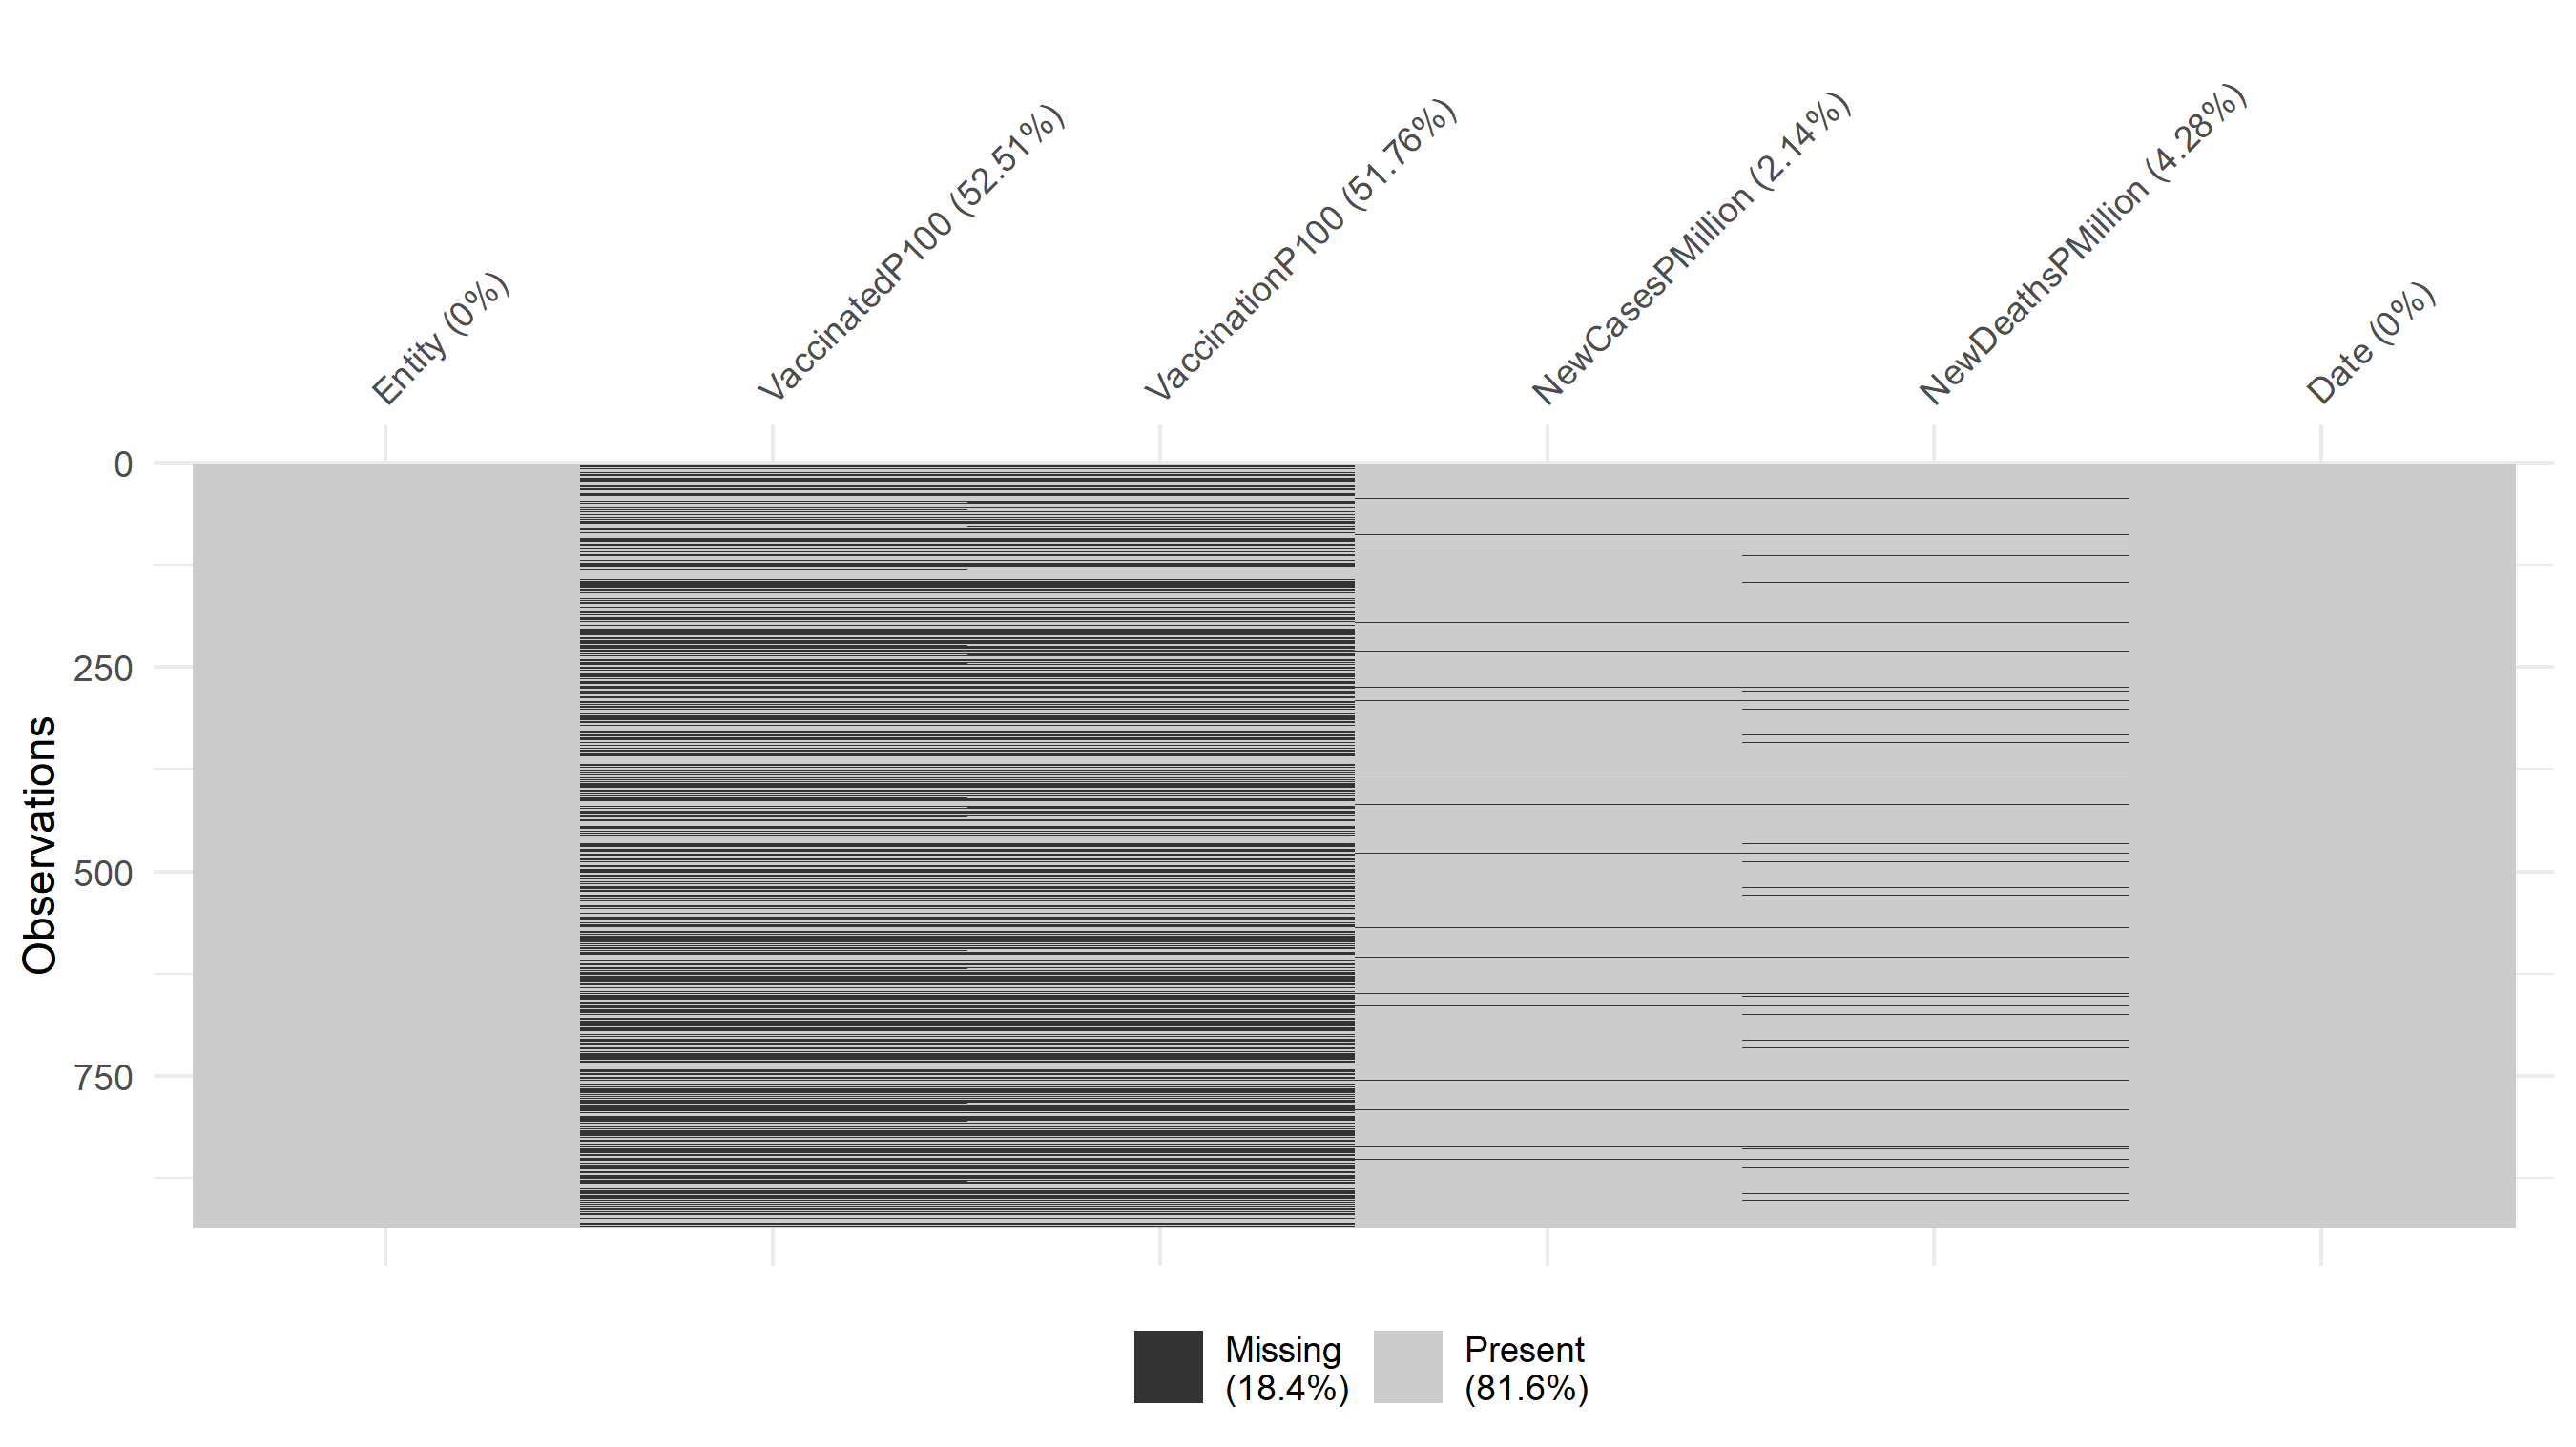 Entity (0%)
VaccinatedP100 (52.51%)
VaccinationP100 (51.76%)
NewCasesPMillion (2.14%)
NewDeathsPMillion (4.28%)
Date (0%)
0
250
500
750
Observations
Missing
(18.4%)
Present
(81.6%)